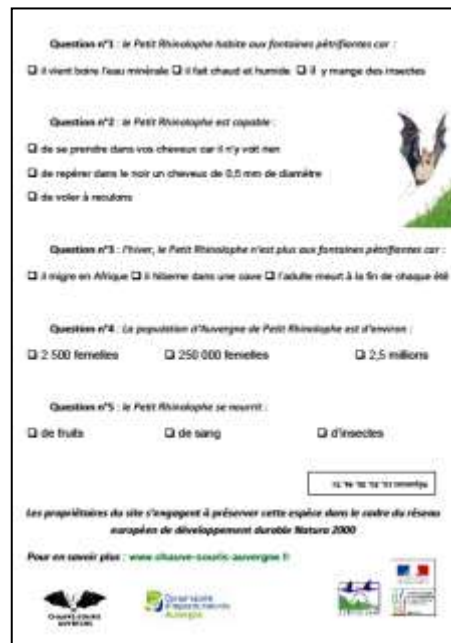 Question n°1 : le Petit Rhinolophe habite aux fontaines pétrifiantes car :
❑ il vient boire l'eau minérale ❑ il fait chaud et humide ❑ il y mange des insectes
Question n°2 : le Petit Rhinolophe est capable :
❑ de se prendre dans vos cheveux car il n'y voit rien
❑ de repérer dans le noir un cheveux de 0,5 mm de diamètre
❑ de voler à reculons
Question n°3 : l'hiver, le Petit Rhinolophe n'est plus aux fontaines pétrifiantes car :
❑ il migre en Afrique ❑ il hiberne dans une cave ❑ l'adulte meurt à la fin de chaque été
Question n°4 : La population d'Auvergne de Petit Rhinolophe est d'environ :
❑ 2 500 femelles ❑ 250 000 femelles ❑ 2,5 millions
Question n°5 : le Petit Rhinolophe se nourrit :
❑ de fruits ❑ de sang ❑ d'insectes
Les propriétaires du site s'engagent à préserver cette espèce dans le cadre du réseau
européen de développement durable Natura 2000
Pour en savoir plus : www.chauve-souris-auvergne.fr
CHAUVE-SOURIS
AUVERGNE
Auvergne